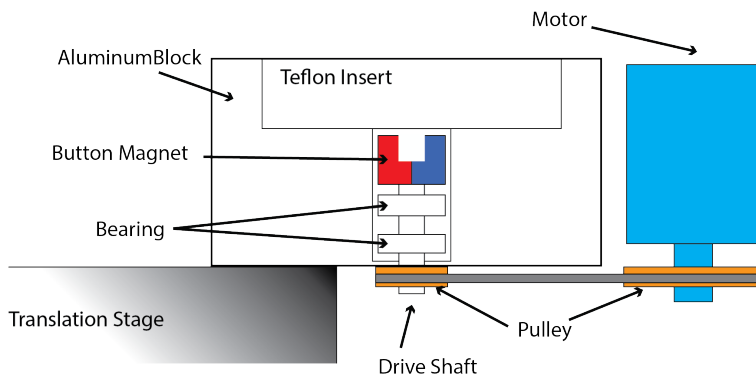 Motor
AluminumBlock
Teflon Insert
Button Magnet
Bearing
Translation Stage
Pulley
Drive Shaft